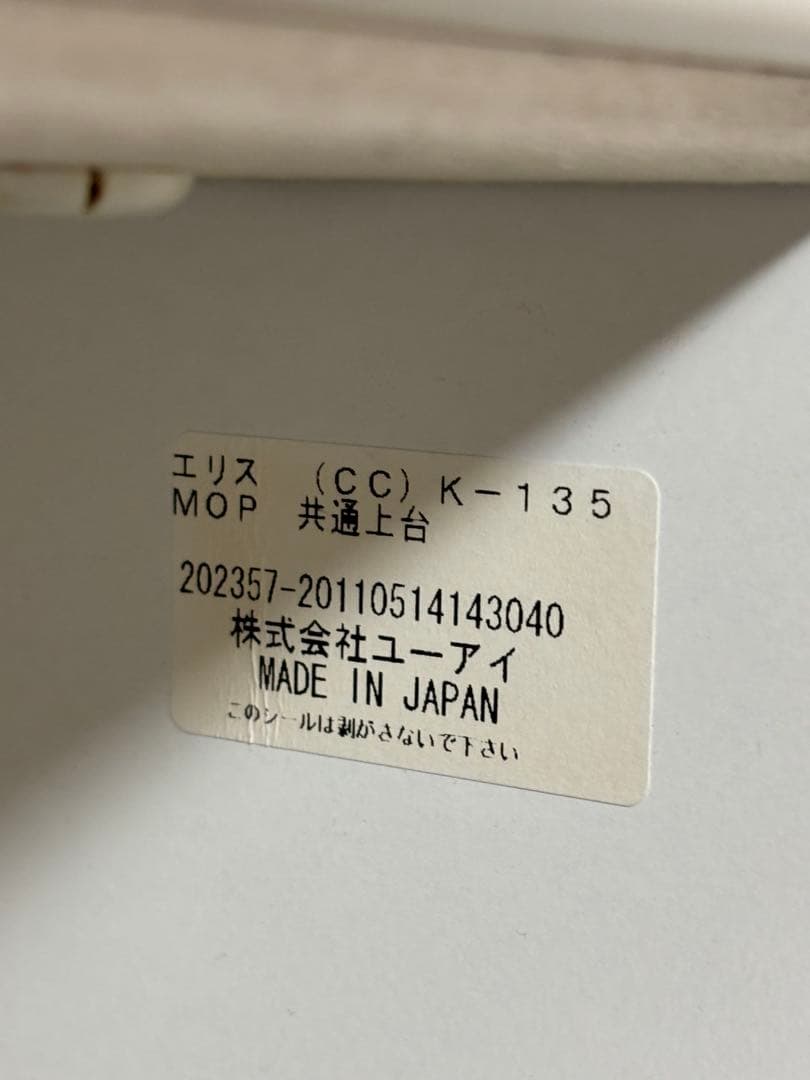 エリス (CC) K-135
MOP 共通上台
202357-20110514143040
株式会社ユーアイ
MADE IN JAPAN
このシールは剥がさないで下さい